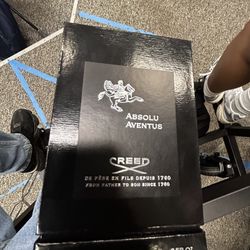 ABSOLU
AVENTUS
CREED
DE PÈRE EN FILS DEPUIS 1760
FROM FATHER TO SON SINCE 1760